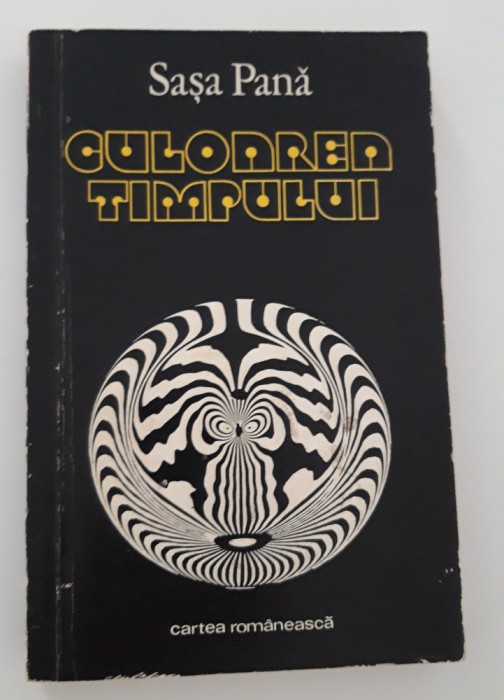 Sașa Pană
CULOAREA
TIMPULUI
cartea românească